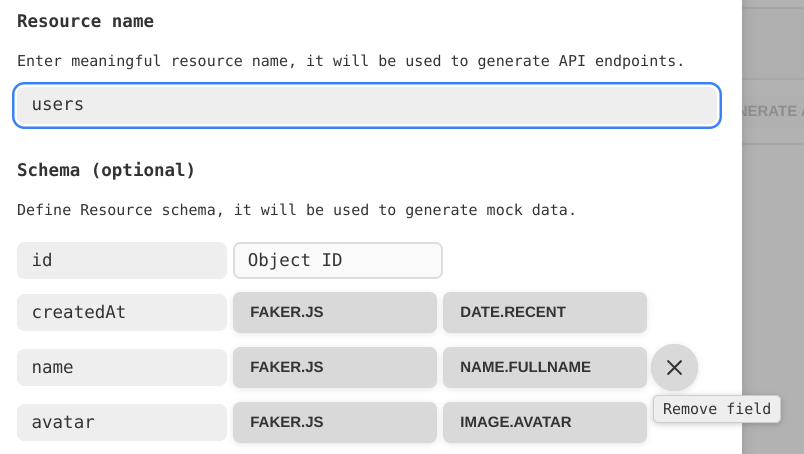 Resource name
Enter meaningful resource name, it will be used to generate API endpoints.
users
NERATE A
Schema (optional)
Define Resource schema, it will be used to generate mock data.
id Object ID
createdAt FAKER.JS DATE.RECENT
name FAKER.JS NAME.FULLNAME
Remove field
avatar FAKER.JS IMAGE.AVATAR